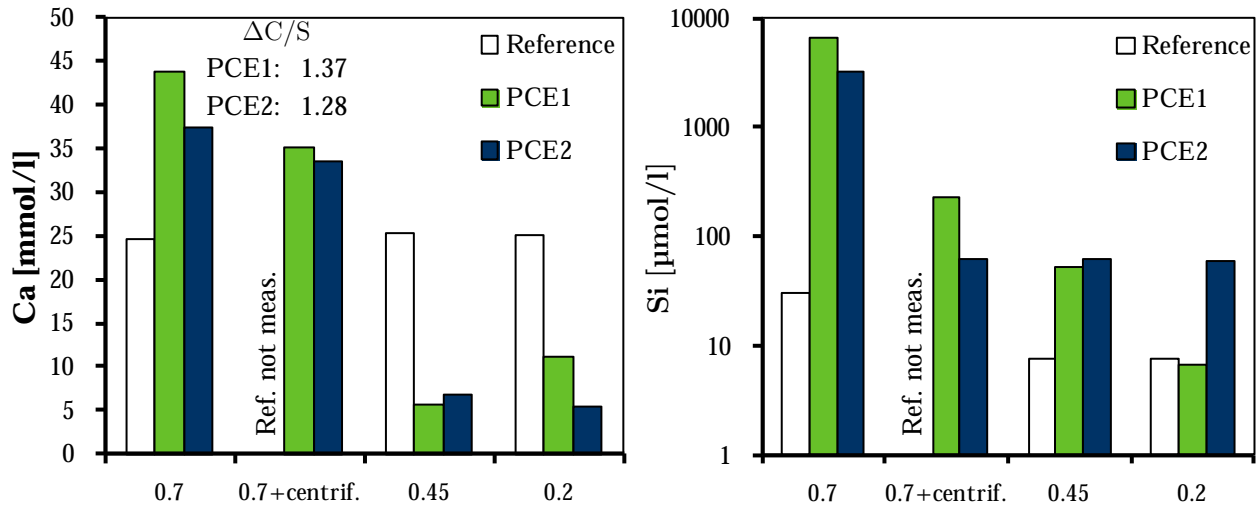 50
45
40
35
30
25
20
15
10
5
0
Ca [mmol/l]
ΔC/S
PCE1: 1.37
PCE2: 1.28
Reference
PCE1
PCE2
Ref. not meas.
0.7
0.7+centrif.
0.45
0.2
10000
1000
100
10
1
Si [µmol/l]
Reference
PCE1
PCE2
Ref. not meas.
0.7
0.7+centrif.
0.45
0.2